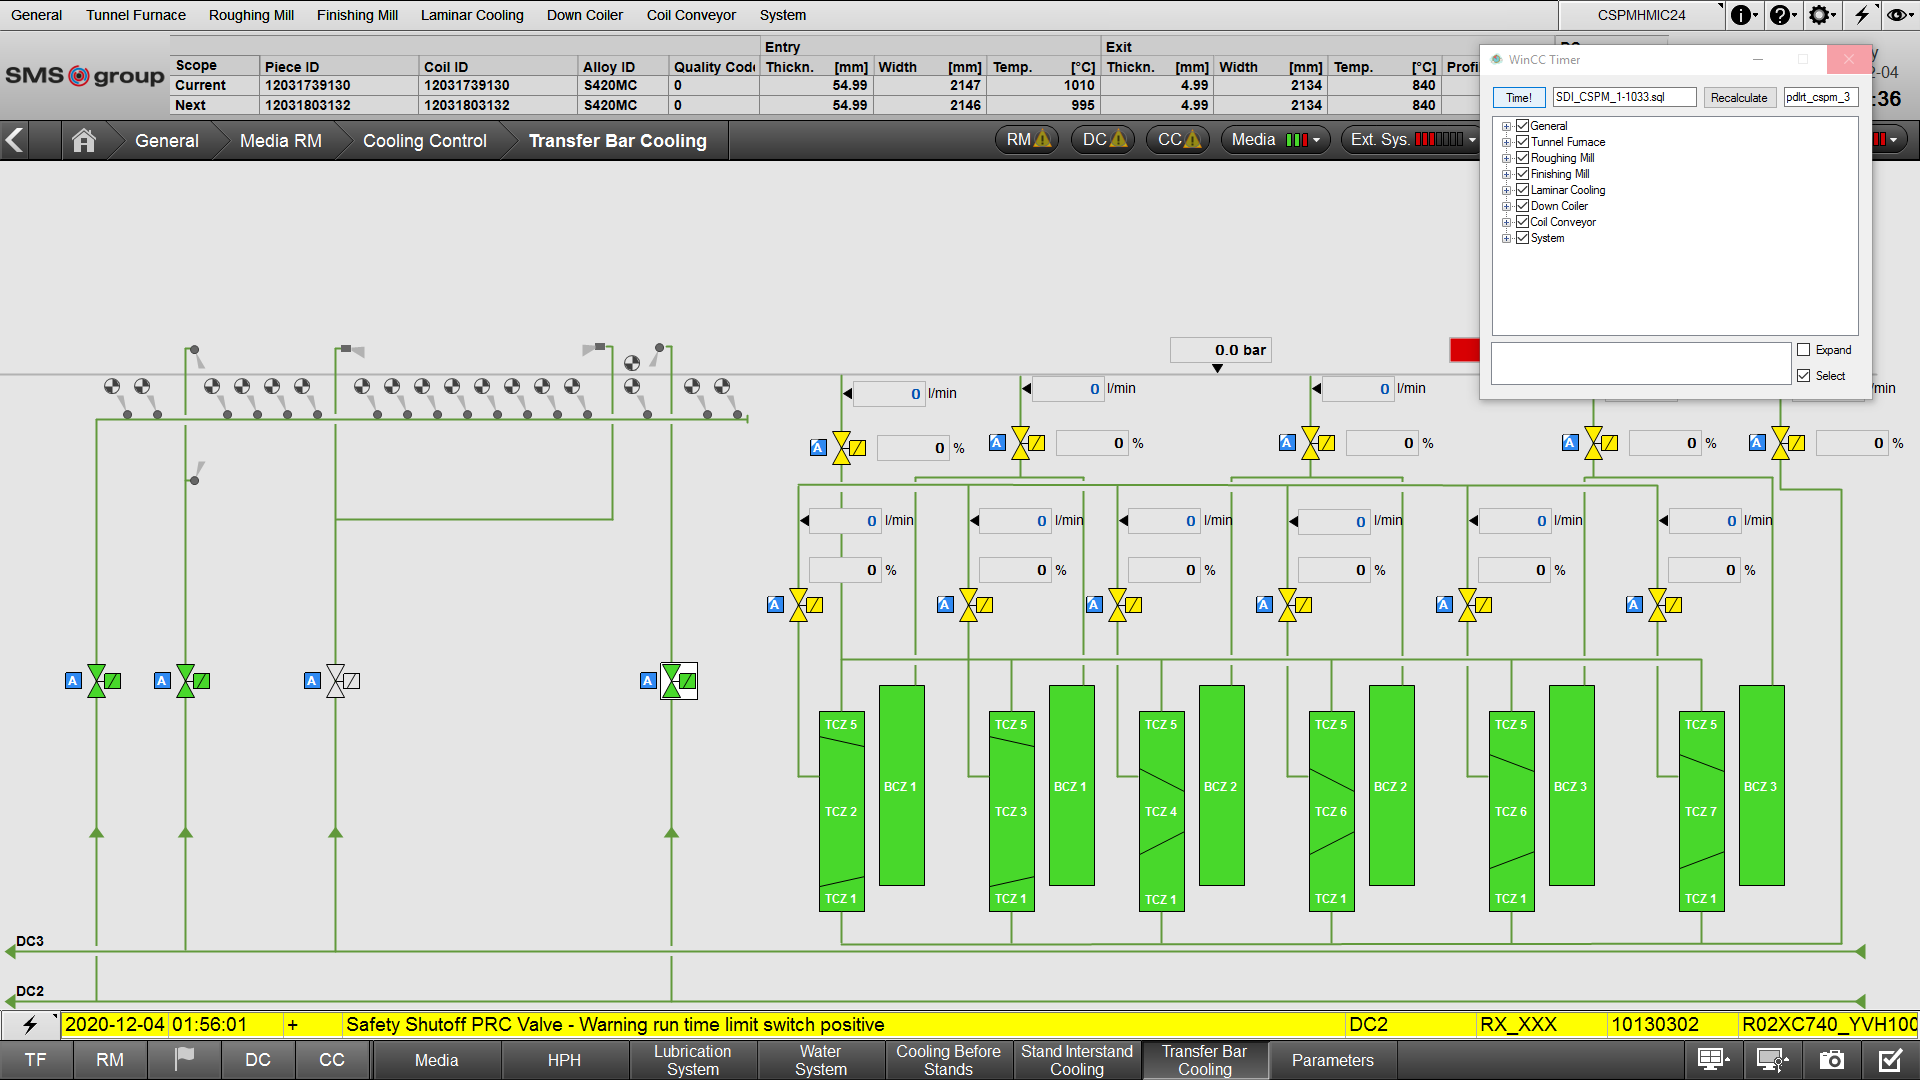 General Tunnel Furnace Roughing Mill Finishing Mill Laminar Cooling Down Coiler Coil Conveyor System CSPMHMIC24
SMS group
Entry Exit
Scope Piece ID Coil ID Alloy ID Quality Code Thickn. [mm] Width [mm] Temp. [°C] Thickn. [mm] Width [mm] Temp. [°C] Profi
Current 12031739130 12031739130 S420MC 0 54.99 2147 1010 4.99 2134 840
Next 12031803132 12031803132 S420MC 0 54.99 2146 995 4.99 2134 840
-04
:36
General Media RM Cooling Control Transfer Bar Cooling RM DC CC Media Ext. Sys.
WinCC Timer
Time! SDI_CSPM_1-1033.sql Recalculate pdlrt_cspm_3
General
Tunnel Furnace
Roughing Mill
Finishing Mill
Laminar Cooling
Down Coiler
Coil Conveyor
System
Expand
Select
0.0 bar
0 l/min 0 l/min 0 l/min min
A 0 % A 0 % A 0 % A 0 % A 0 %
0 l/min 0 l/min 0 l/min 0 l/min 0 l/min 0 l/min
0 % 0 % 0 % 0 % 0 % 0 %
A A A A A A
A A A A
TCZ 5 TCZ 5 TCZ 5 TCZ 5 TCZ 5 TCZ 5
BCZ 1 BCZ 1 BCZ 2 BCZ 2 BCZ 3 BCZ 3
TCZ 2 TCZ 3 TCZ 4 TCZ 6 TCZ 6 TCZ 7
TCZ 1 TCZ 1 TCZ 1 TCZ 1 TCZ 1 TCZ 1
DC3
DC2
2020-12-04 01:56:01 + Safety Shutoff PRC Valve - Warning run time limit switch positive DC2 RX_XXX 10130302 R02XC740_YVH100
TF RM DC CC Media HPH Lubrication System Water System Cooling Before Stands Stand Interstand Cooling Transfer Bar Cooling Parameters